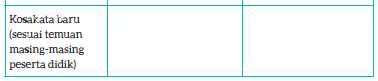 Kosakata baru
(sesuai temuan
masing-masing
peserta didik)